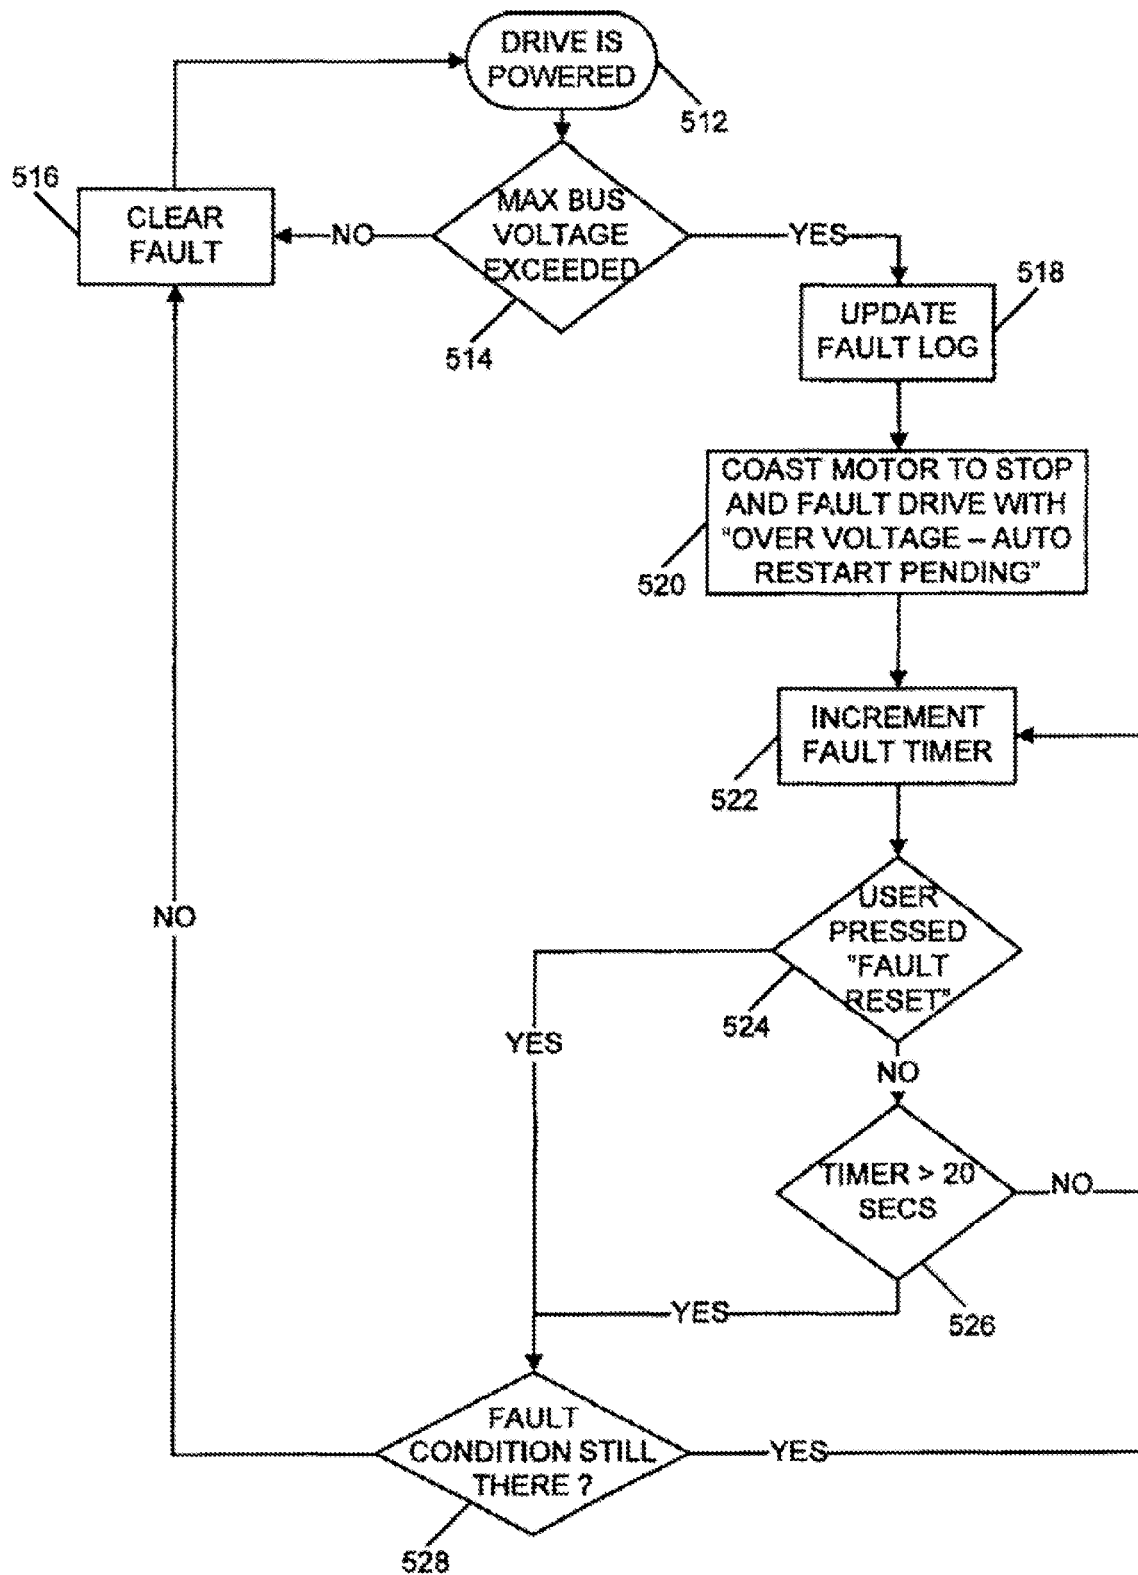 DRIVE IS
POWERED
512
516
CLEAR
FAULT
NO
MAX BUS
VOLTAGE
EXCEEDED
YES
514
518
UPDATE
FAULT LOG
COAST MOTOR TO STOP
AND FAULT DRIVE WITH
"OVER VOLTAGE – AUTO
RESTART PENDING"
520
INCREMENT
FAULT TIMER
522
NO
USER
PRESSED
"FAULT
RESET"
524
YES
NO
TIMER > 20
SECS
NO
YES
526
FAULT
CONDITION STILL
THERE ?
YES
528